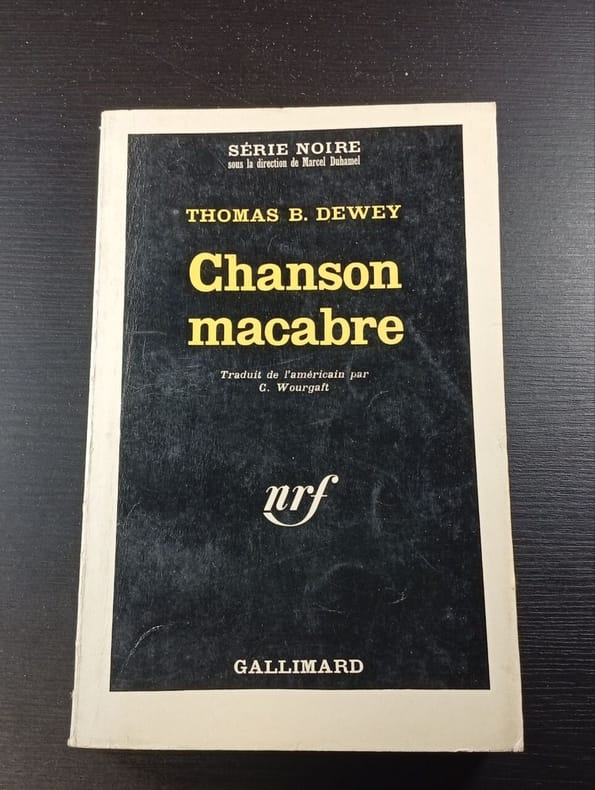 SÉRIE NOIRE
sous la direction de Marcel Duhamel
THOMAS B. DEWEY
Chanson
macabre
Traduit de l'américain par
C. Wourgaft
nrf
GALLIMARD